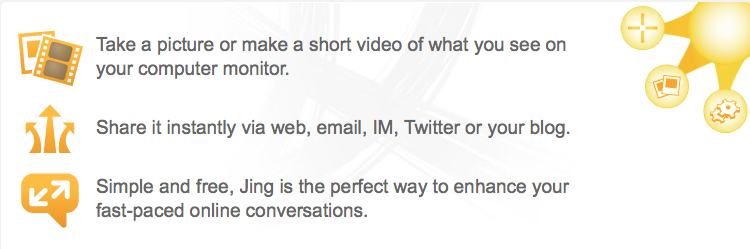 Take a picture or make a short video of what you see on
your computer monitor.
Share it instantly via web, email, IM, Twitter or your blog.
Simple and free, Jing is the perfect way to enhance your
fast-paced online conversations.